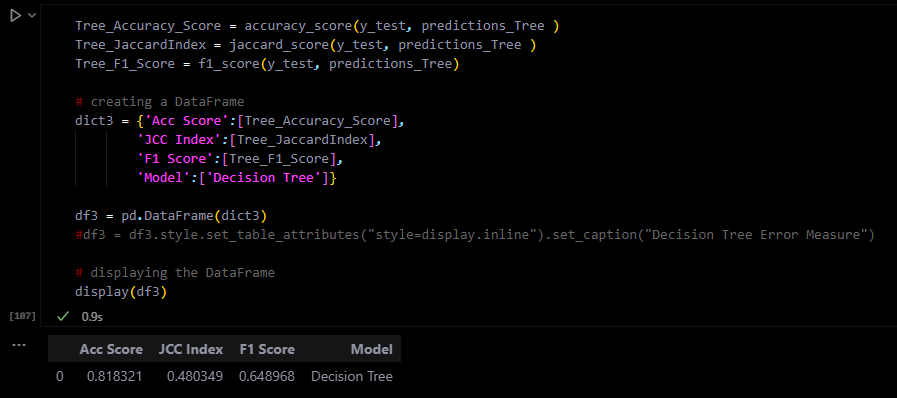 Tree_Accuracy_Score = accuracy_score(y_test, predictions_Tree )
Tree_JaccardIndex = jaccard_score(y_test, predictions_Tree )
Tree_F1_Score = f1_score(y_test, predictions_Tree)
# creating a DataFrame
dict3 = {'Acc Score':[Tree_Accuracy_Score],
'JCC Index':[Tree_JaccardIndex],
'F1 Score':[Tree_F1_Score],
'Model':['Decision Tree']}
df3 = pd.DataFrame(dict3)
#df3 = df3.style.set_table_attributes("style=display.inline").set_caption("Decision Tree Error Measure")
# displaying the DataFrame
display(df3)
[107] 0.9s
... Acc Score JCC Index F1 Score Model
0 0.818321 0.480349 0.648968 Decision Tree